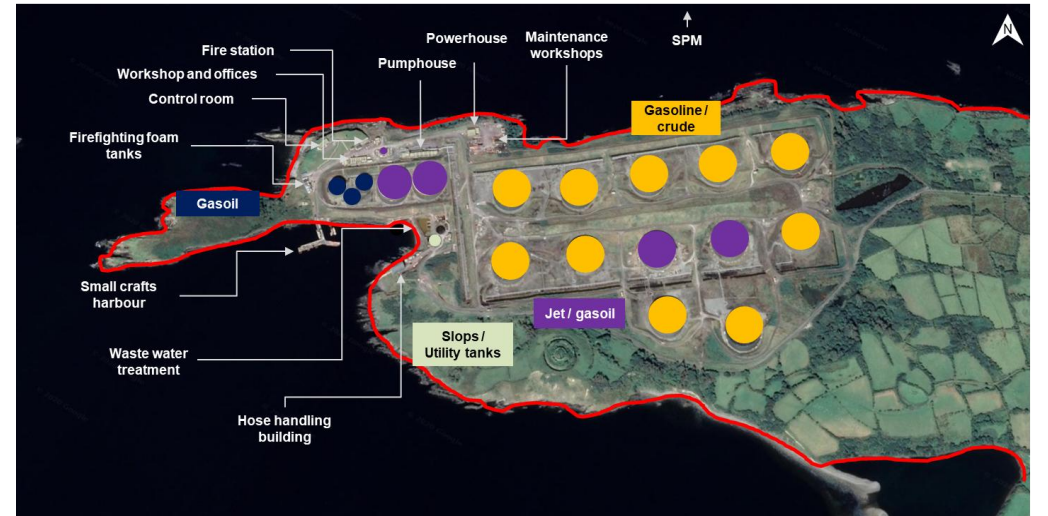 SPM
N
Powerhouse
Maintenance
workshops
Fire station
Pumphouse
Workshop and offices
Control room
Gasoline /
crude
Firefighting foam
tanks
Gasoil
Small crafts
harbour
Jet / gasoil
Slops /
Utility tanks
Waste water
treatment
Hose handling
building